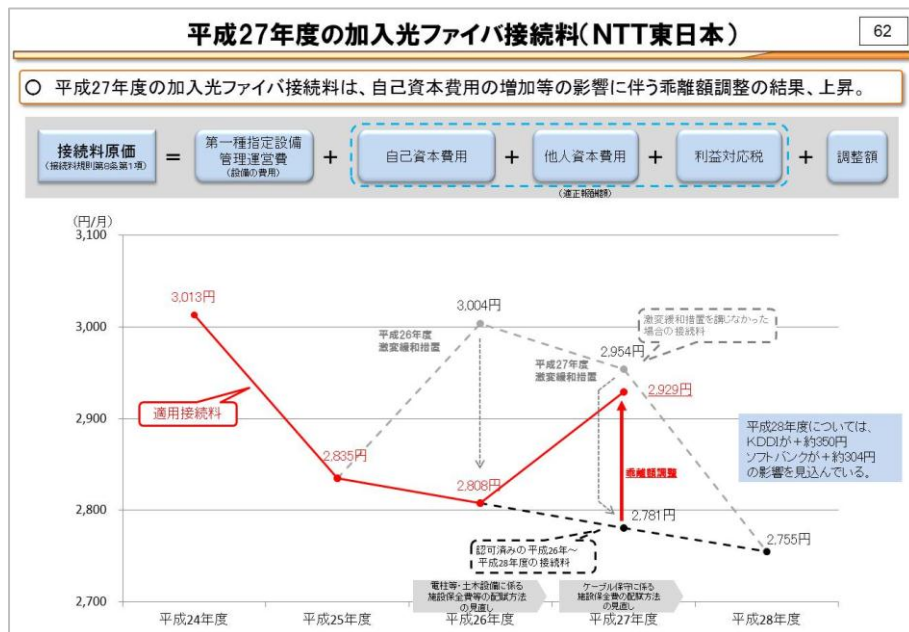 平成27年度の加入光ファイバ接続料(NTT東日本)
62
○ 平成27年度の加入光ファイバ接続料は、自己資本費用の増加等の影響に伴う乖離額調整の結果、上昇。
接続料原価
(接続料規則第8条第1項)
=
第一種指定設備
管理運営費
(設備の費用)
+
自己資本費用
+
他人資本費用
+
利益対応税
+
調整額
(適正報酬額)
(円/月)
3,100
3,000
2,900
2,800
2,700
3,013円
適用接続料
2,835円
平成26年度
激変緩和措置
3,004円
2,808円
平成27年度
激変緩和措置
2,954円
激変緩和措置を講じなかった
場合の接続料
2,929円
乖離額調整
2,781円
認可済みの平成26年~
平成28年度の接続料
2,755円
平成28年度については、
KDDIが+約350円
ソフトバンクが+約304円
の影響を見込んでいる。
電柱等・土木設備に係る
施設保全費等の配賦方法
の見直し
ケーブル保守に係る
施設保全費の配賦方法
の見直し
平成24年度
平成25年度
平成26年度
平成27年度
平成28年度